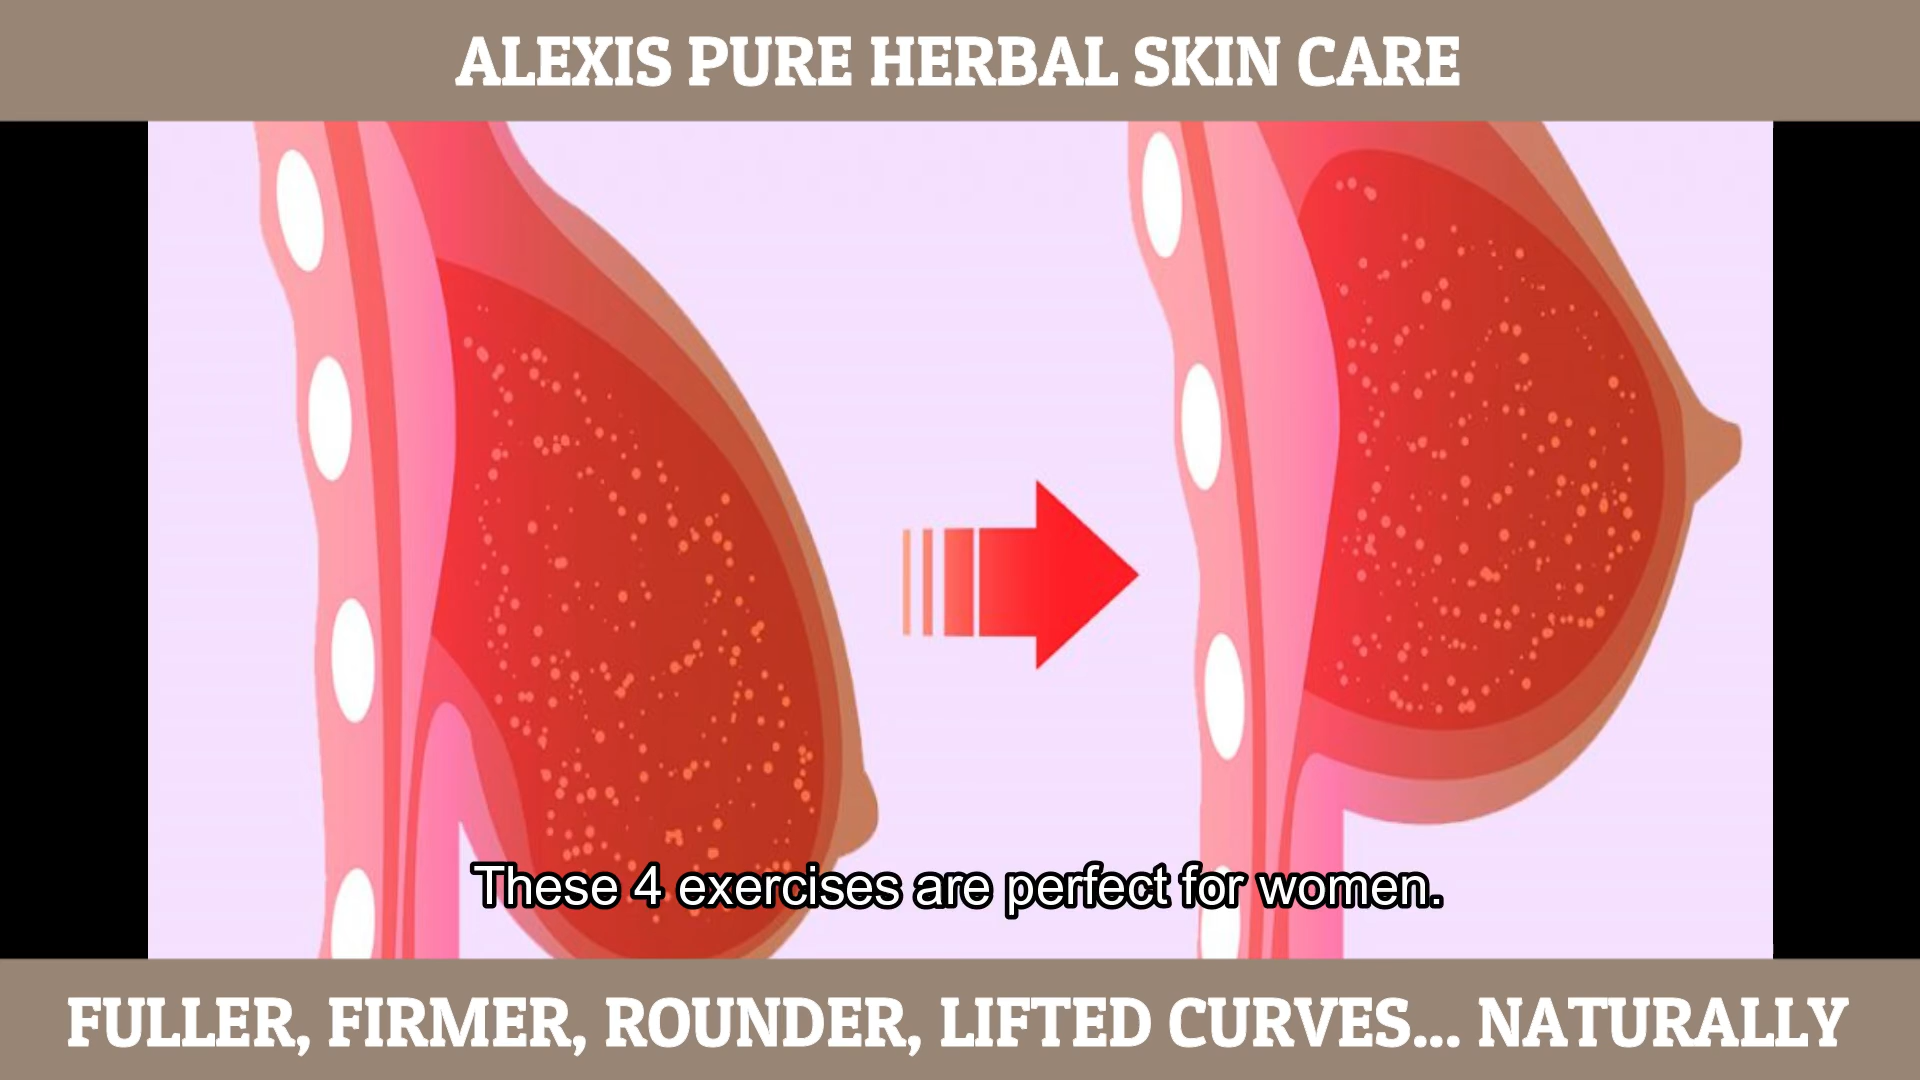 ALEXIS PURE HERBAL SKIN CARE
These 4 exercises are perfect for women.
FULLER, FIRMER, ROUNDER, LIFTED CURVES... NATURALLY